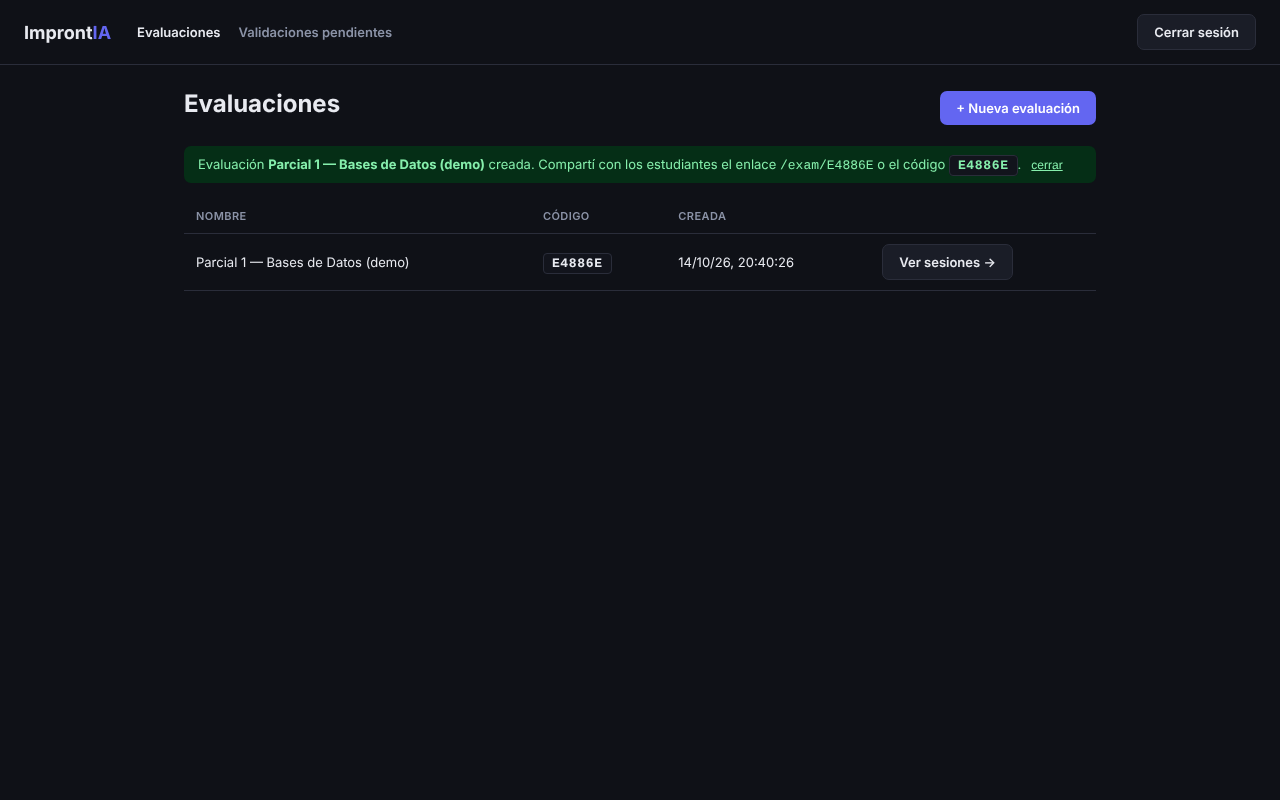 ImprontIA Evaluaciones Validaciones pendientes Cerrar sesión
Evaluaciones + Nueva evaluación
Evaluación Parcial 1 — Bases de Datos (demo) creada. Compartí con los estudiantes el enlace /exam/E4886E o el código E4886E. cerrar
NOMBRE CÓDIGO CREADA
Parcial 1 — Bases de Datos (demo) E4886E 14/10/26, 20:40:26 Ver sesiones →